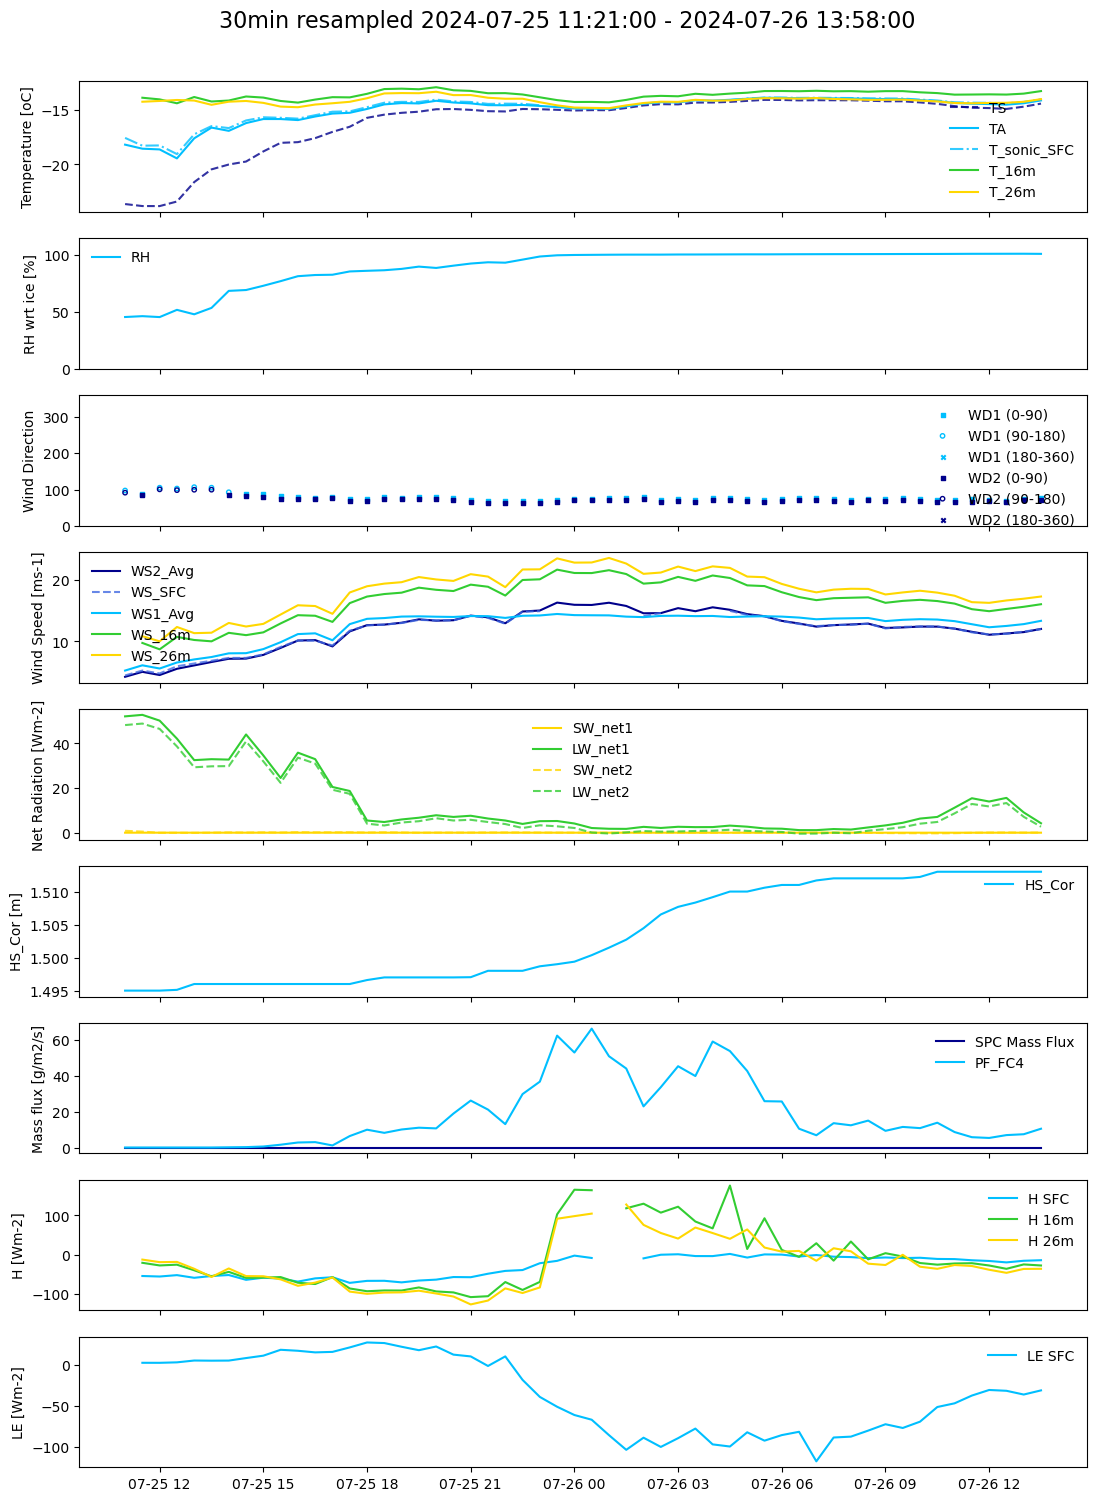 30min resampled 2024-07-25 11:21:00 - 2024-07-26 13:58:00
Temperature [oC]
−15
−20
TS
TA
T_sonic_SFC
T_16m
T_26m
RH wrt ice [%]
100
50
0
RH
Wind Direction
300
200
100
0
WD1 (0-90)
WD1 (90-180)
WD1 (180-360)
WD2 (0-90)
WD2 (90-180)
WD2 (180-360)
Wind Speed [ms-1]
20
10
WS2_Avg
WS_SFC
WS1_Avg
WS_16m
WS_26m
Net Radiation [Wm-2]
40
20
0
SW_net1
LW_net1
SW_net2
LW_net2
HS_Cor [m]
1.510
1.505
1.500
1.495
HS_Cor
Mass flux [g/m2/s]
60
40
20
0
SPC Mass Flux
PF_FC4
H [Wm-2]
100
0
−100
H SFC
H 16m
H 26m
LE [Wm-2]
0
−50
−100
LE SFC
07-25 12 07-25 15 07-25 18 07-25 21 07-26 00 07-26 03 07-26 06 07-26 09 07-26 12